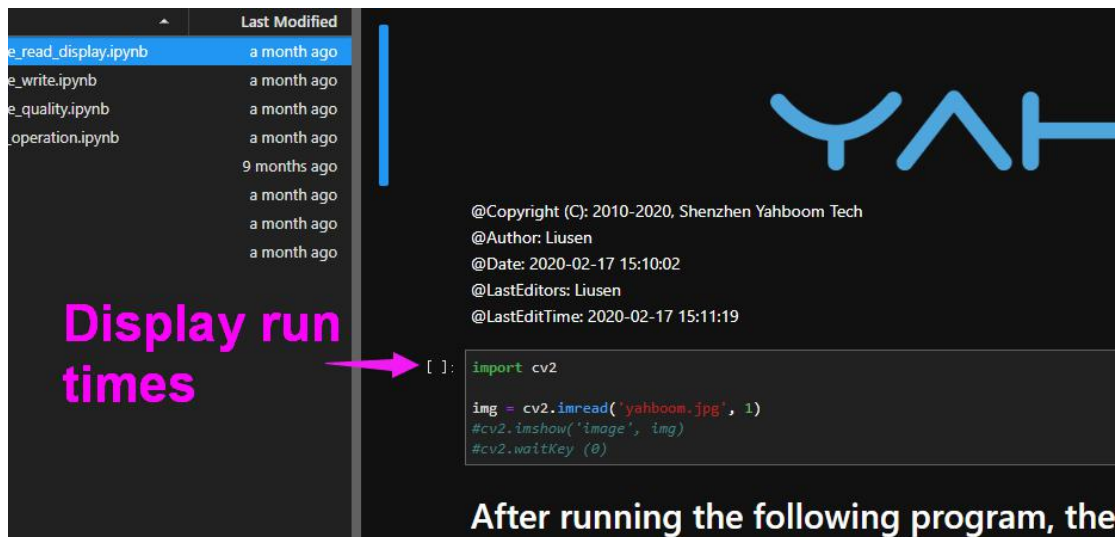 Last Modified
e_read_display.ipynb a month ago
e_write.ipynb a month ago
e_quality.ipynb a month ago
_operation.ipynb a month ago
9 months ago
a month ago
a month ago
a month ago
YAH
@Copyright (C): 2010-2020, Shenzhen Yahboom Tech
@Author: Liusen
@Date: 2020-02-17 15:10:02
@LastEditors: Liusen
@LastEditTime: 2020-02-17 15:11:19
Display run
times
[ ]:
import cv2
img = cv2.imread('yahboom.jpg', 1)
#cv2.imshow('image', img)
#cv2.waitKey (0)
After running the following program, the